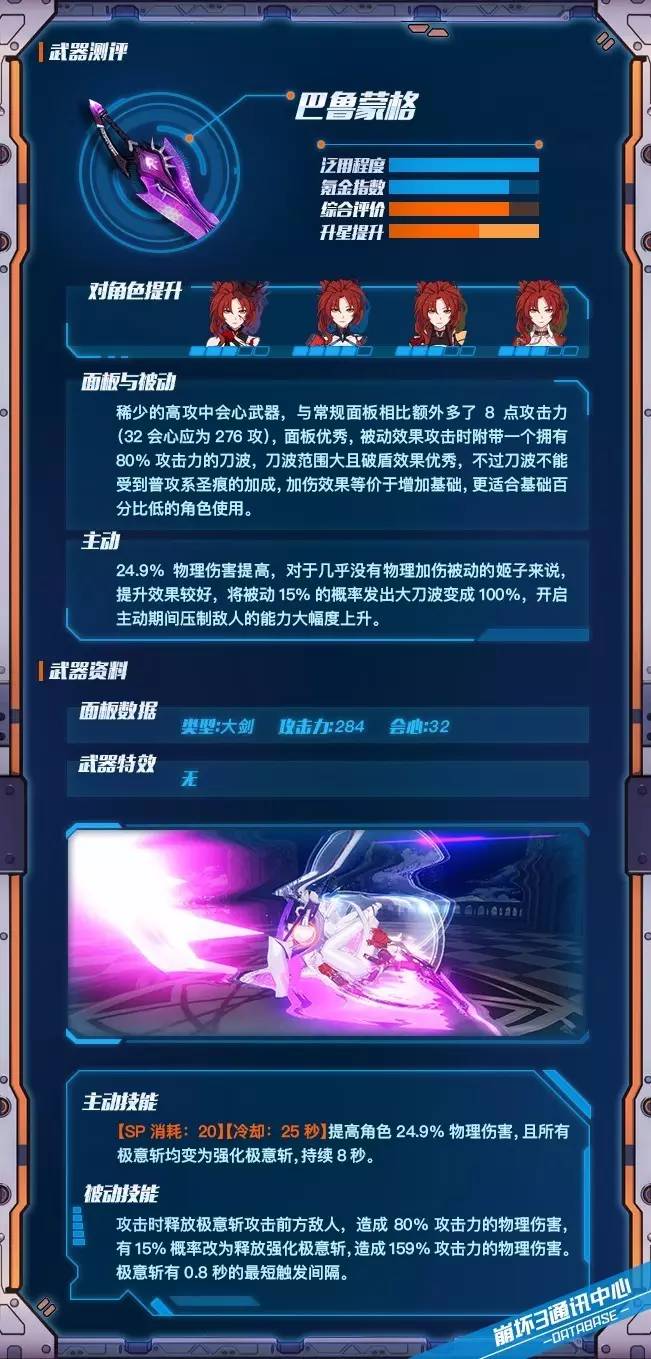 武器测评
巴鲁蒙格
泛用程度
氪金指数
综合评价
升星提升
对角色提升
面板与被动
稀少的高攻中会心武器，与常规面板相比额外多了 8 点攻击力
（32 会心应为 276 攻），面板优秀，被动效果攻击时附带一个拥有
80% 攻击力的刀波，刀波范围大且破盾效果优秀，不过刀波不能
受到普攻系圣痕的加成，加伤效果等价于增加基础，更适合基础百
分比低的角色使用。
主动
24.9% 物理伤害提高，对于几乎没有物理加伤被动的姬子来说，
提升效果较好，将被动 15% 的概率发出大刀波变成 100%，开启
主动期间压制敌人的能力大幅度上升。
武器资料
面板数据
类型:大剑 攻击力:284 会心:32
武器特效
无
主动技能
【SP 消耗：20】【冷却：25 秒】提高角色 24.9% 物理伤害，且所有
极意斩均变为强化极意斩，持续 8 秒。
被动技能
攻击时释放极意斩攻击前方敌人，造成 80% 攻击力的物理伤害，
有 15% 概率改为释放强化极意斩，造成 159% 攻击力的物理伤害。
极意斩有 0.8 秒的最短触发间隔。
崩坏3通讯中心
—DATABASE—